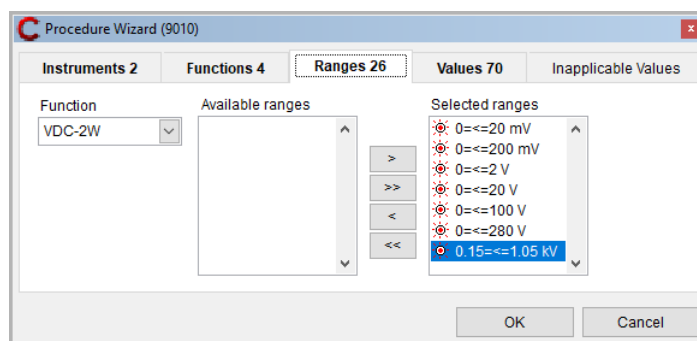 Procedure Wizard (9010)
x
Instruments 2
Functions 4
Ranges 26
Values 70
Inapplicable Values
Function
Available ranges
Selected ranges
VDC-2W
0=<=20 mV
0=<=200 mV
0=<=2 V
0=<=20 V
0=<=100 V
0=<=280 V
0.15=<=1.05 kV
>
>>
<
<<
OK
Cancel